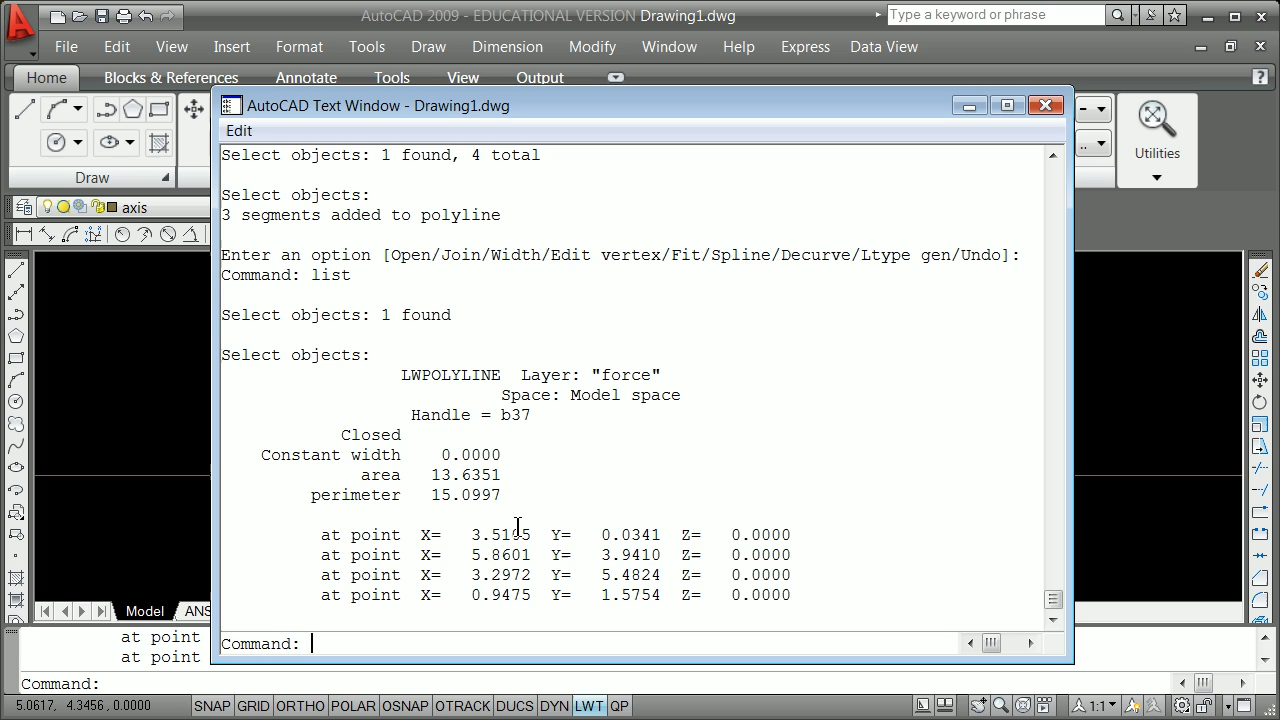 AutoCAD 2009 - EDUCATIONAL VERSION Drawing1.dwg
Type a keyword or phrase
File Edit View Insert Format Tools Draw Dimension Modify Window Help Express Data View
Home Blocks & References Annotate Tools View Output
AutoCAD Text Window - Drawing1.dwg
Edit
Utilities
Draw
axis
Select objects: 1 found, 4 total
Select objects:
3 segments added to polyline
Enter an option [Open/Join/Width/Edit vertex/Fit/Spline/Decurve/Ltype gen/Undo]:
Command: list
Select objects: 1 found
Select objects:
LWPOLYLINE Layer: "force"
Space: Model space
Handle = b37
Closed
Constant width 0.0000
area 13.6351
perimeter 15.0997
at point X= Y= 0.0341 Z= 0.0000
at point X= 5.8601 Y= 3.9410 Z= 0.0000
at point X= 3.2972 Y= 5.4824 Z= 0.0000
at point X= 0.9475 Y= 1.5754 Z= 0.0000
Command:
Model ANS
at point
at point
Command:
5.0617, 4.3456, 0.0000 SNAP GRID ORTHO POLAR OSNAP OTRACK DUCS DYN LWT QP 1:1